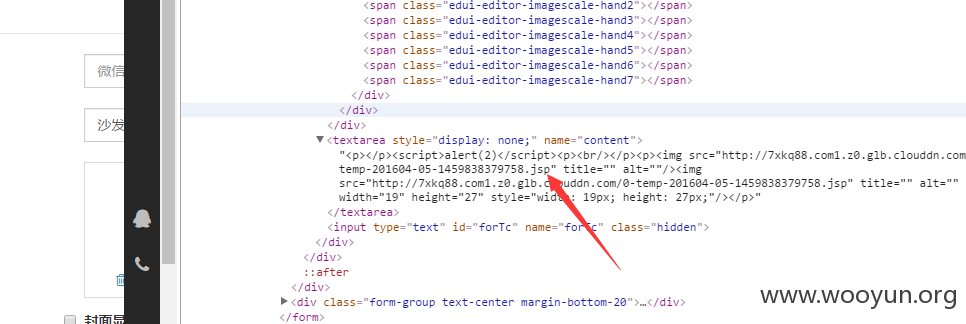 <span class="edui-editor-imagescale-hand2"></span>
<span class="edui-editor-imagescale-hand3"></span>
<span class="edui-editor-imagescale-hand4"></span>
<span class="edui-editor-imagescale-hand5"></span>
<span class="edui-editor-imagescale-hand6"></span>
<span class="edui-editor-imagescale-hand7"></span>
</div>
</div>
</div>
<textarea style="display: none;" name="content">
"<p></p><script>alert(2)</script><p><br/></p><p><img src="http://7xkq88.com1.z0.glb.clouddn.com
temp-201604-05-1459838379758.jsp" title="" alt=""/><img
src="http://7xkq88.com1.z0.glb.clouddn.com/0-temp-201604-05-1459838379758.jsp" title="" alt=""
width="19" height="27" style="width: 19px; height: 27px;"/></p>"
</textarea>
<input type="text" id="forTc" name="forTc" class="hidden">
</div>
</div>
::after
</div>
<div class="form-group text-center margin-bottom-20">…</div>
</form>
微信
沙发
封面显
www.wooyun.org